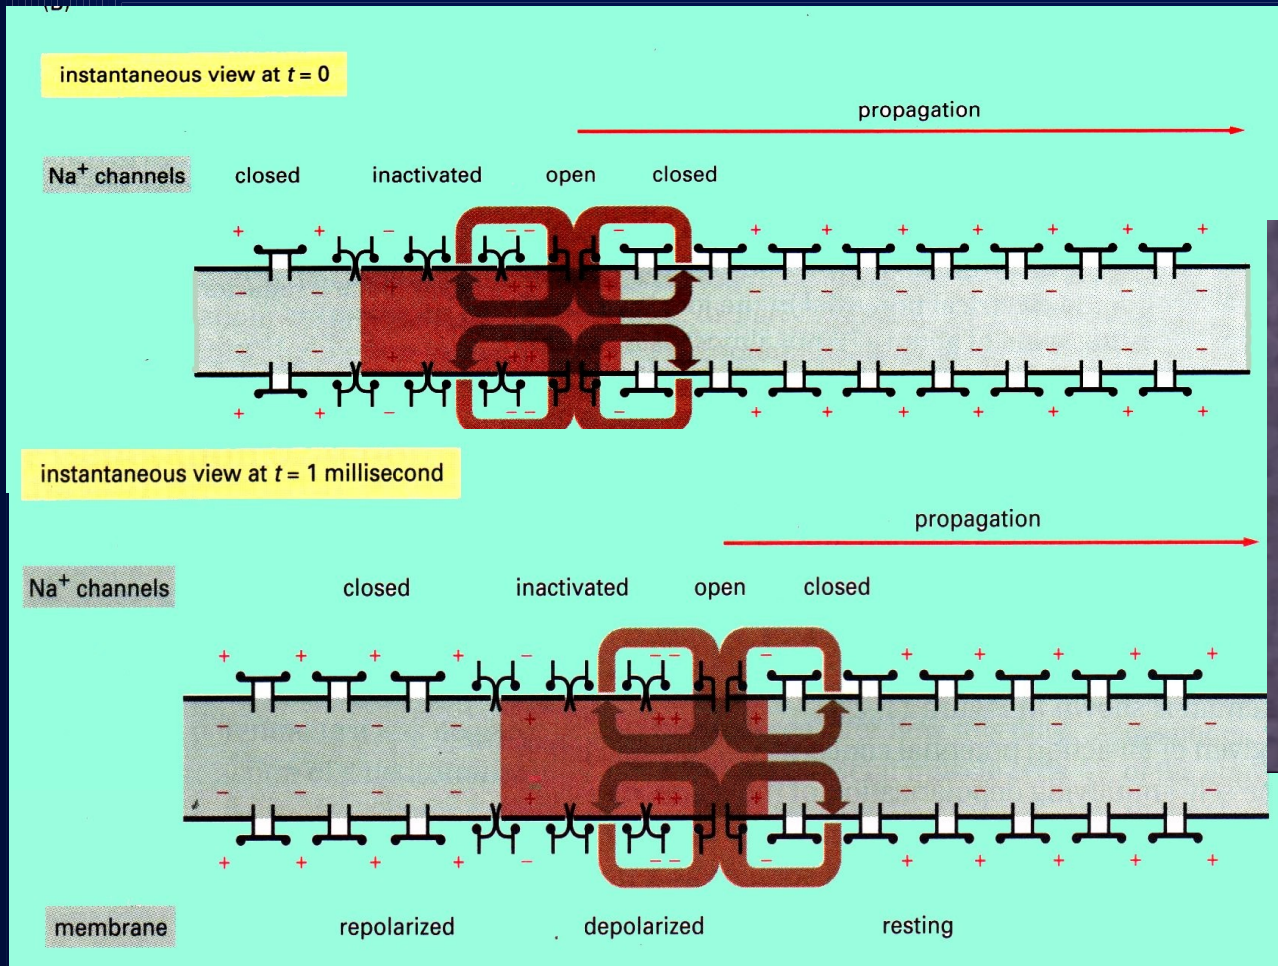 (B)
instantaneous view at t = 0
propagation
Na⁺ channels closed inactivated open closed
instantaneous view at t = 1 millisecond
propagation
Na⁺ channels closed inactivated open closed
membrane repolarized depolarized resting